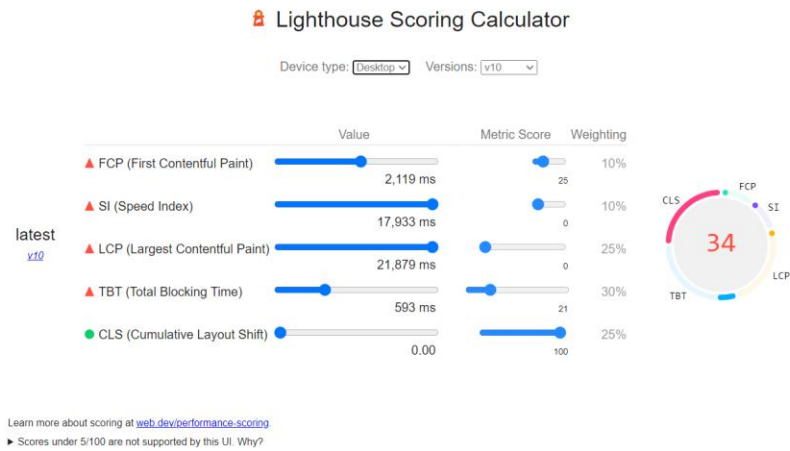 Lighthouse Scoring Calculator
Device type: Desktop Versions: v10
Value Metric Score Weighting
FCP (First Contentful Paint) 10%
2,119 ms 25
SI (Speed Index) 10%
17,933 ms 0
latest
v10
LCP (Largest Contentful Paint) 25%
21,879 ms 0
TBT (Total Blocking Time) 30%
593 ms 21
CLS (Cumulative Layout Shift) 25%
0.00 100
CLS FCP
SI
34
LCP
TBT
Learn more about scoring at web.dev/performance-scoring.
▶ Scores under 5/100 are not supported by this UI. Why?